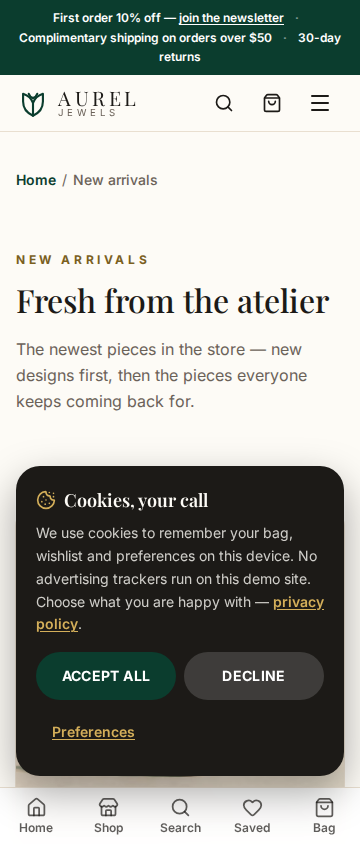 First order 10% off — join the newsletter ·
Complimentary shipping on orders over $50 · 30-day
returns
AUREL
JEWELS
Home / New arrivals
NEW ARRIVALS
Fresh from the atelier
The newest pieces in the store — new
designs first, then the pieces everyone
keeps coming back for.
Cookies, your call
We use cookies to remember your bag,
wishlist and preferences on this device. No
advertising trackers run on this demo site.
Choose what you are happy with — privacy
policy.
ACCEPT ALL DECLINE
Preferences
Home Shop Search Saved Bag